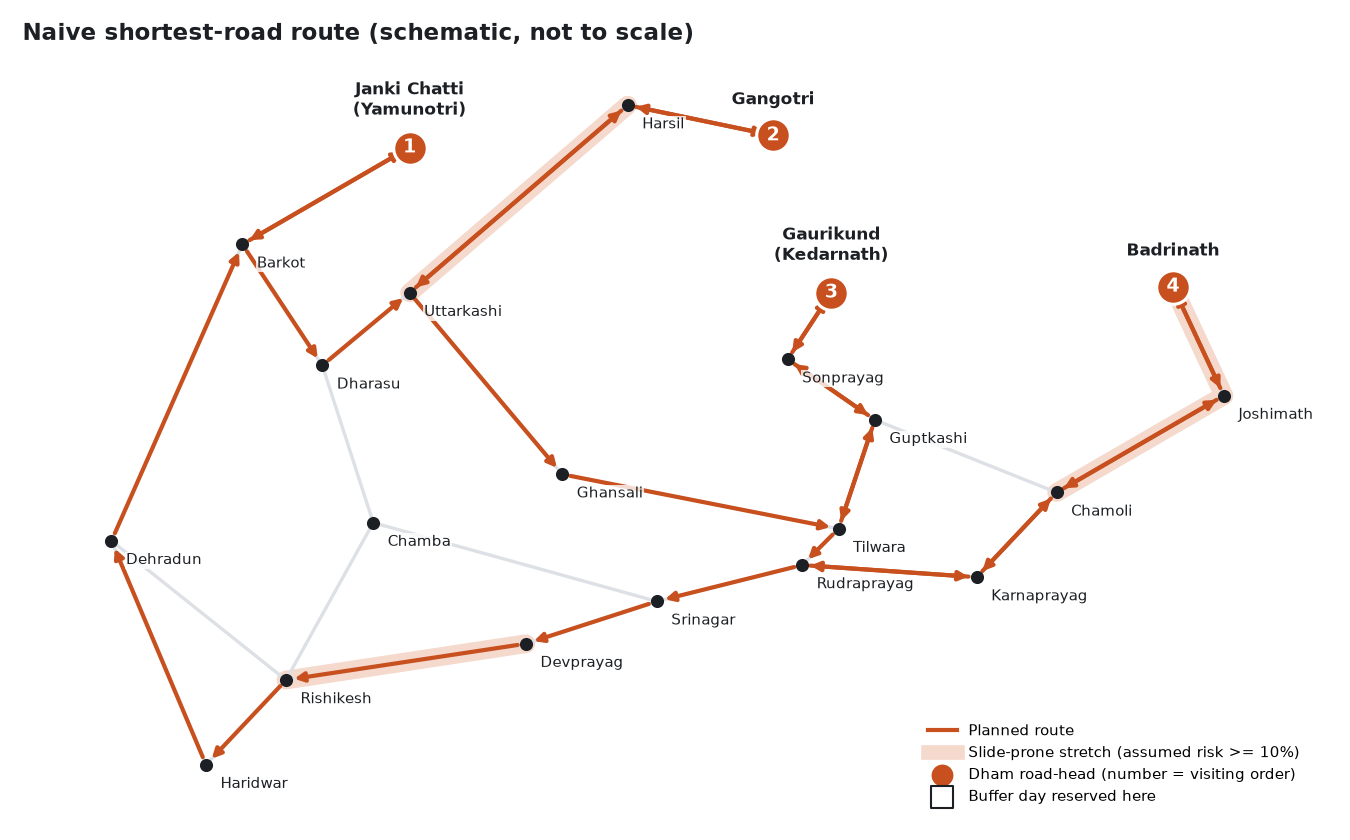 Naive shortest-road route (schematic, not to scale)
Janki Chatti
(Yamunotri)
1
Harsil
Gangotri
2
Barkot
Uttarkashi
Dharasu
Gaurikund
(Kedarnath)
3
Badrinath
4
Sonprayag
Guptkashi
Joshimath
Ghansali
Chamoli
Chamba
Tilwara
Dehradun
Rudraprayag
Karnaprayag
Srinagar
Devprayag
Rishikesh
Haridwar
Planned route
Slide-prone stretch (assumed risk >= 10%)
Dham road-head (number = visiting order)
Buffer day reserved here